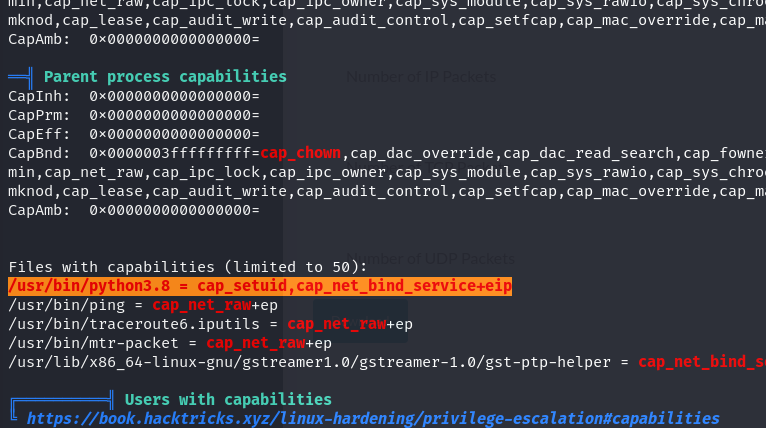 min,cap_net_raw,cap_ipc_lock,cap_ipc_owner,cap_sys_module,cap_sys_rawio,cap_sys_chro
mknod,cap_lease,cap_audit_write,cap_audit_control,cap_setfcap,cap_mac_override,cap_ma
CapAmb:  0x0000000000000000=
Parent process capabilities
Number of IP Packets
CapInh:  0x0000000000000000=
CapPrm:  0x0000000000000000=
CapEff:  0x0000000000000000=
CapBnd:  0x0000003fffffffff=cap_chown,cap_dac_override,cap_dac_read_search,cap_fowne
min,cap_net_raw,cap_ipc_lock,cap_ipc_owner,cap_sys_module,cap_sys_rawio,cap_sys_chro
mknod,cap_lease,cap_audit_write,cap_audit_control,cap_setfcap,cap_mac_override,cap_ma
CapAmb:  0x0000000000000000=
Number of UDP Packets
Files with capabilities (limited to 50):
/usr/bin/python3.8 = cap_setuid,cap_net_bind_service+eip
/usr/bin/ping = cap_net_raw+ep
/usr/bin/traceroute6.iputils = cap_net_raw+ep
/usr/bin/mtr-packet = cap_net_raw+ep
/usr/lib/x86_64-linux-gnu/gstreamer1.0/gstreamer-1.0/gst-ptp-helper = cap_net_bind_se
Users with capabilities
https://book.hacktricks.xyz/linux-hardening/privilege-escalation#capabilities